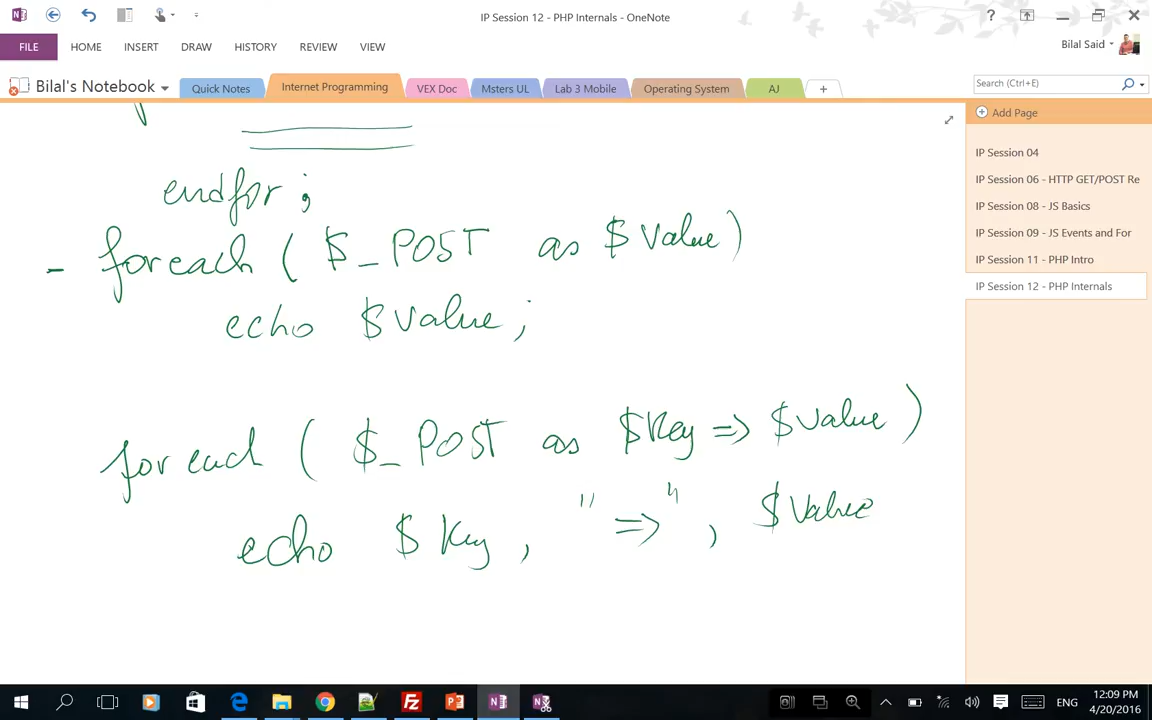 IP Session 12 - PHP Internals - OneNote
?
FILE HOME INSERT DRAW HISTORY REVIEW VIEW
Bilal Said
Bilal's Notebook Quick Notes Internet Programming VEX Doc Msters UL Lab 3 Mobile Operating System AJ +
Search (Ctrl+E)
Add Page
IP Session 04
IP Session 06 - HTTP GET/POST Re
IP Session 08 - JS Basics
IP Session 09 - JS Events and For
IP Session 11 - PHP Intro
IP Session 12 - PHP Internals
endfor ;
- foreach ( $_POST as $value)
echo $value;
foreach ( $_POST as $key => $value )
echo $key, "=>", $value
ENG
12:09 PM
4/20/2016